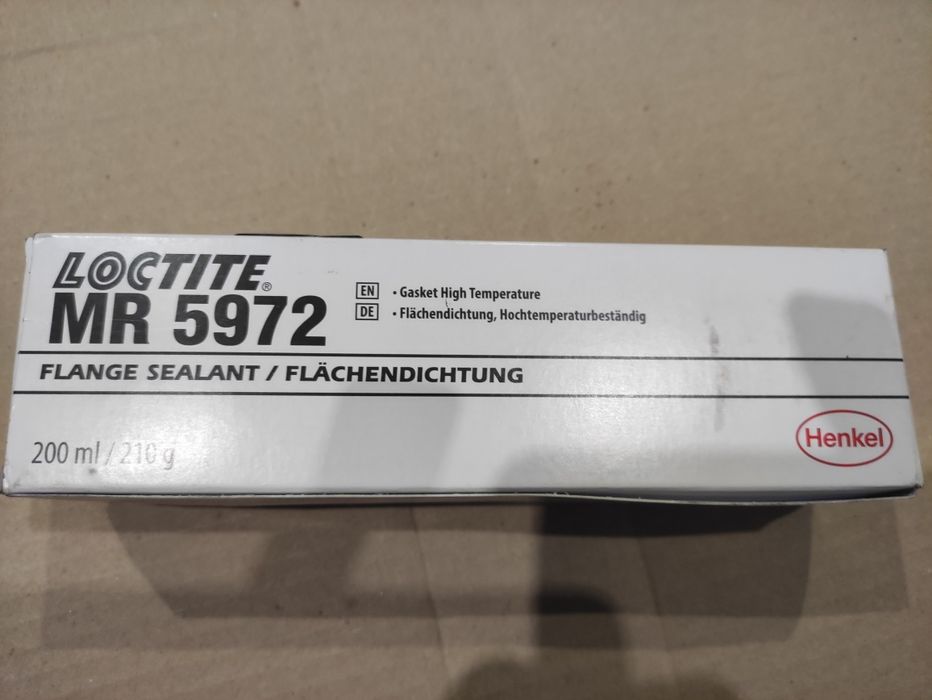 LOCTITE®
MR 5972
EN • Gasket High Temperature
DE • Flächendichtung, Hochtemperaturbeständig
FLANGE SEALANT / FLÄCHENDICHTUNG
200 ml / 210 g
Henkel